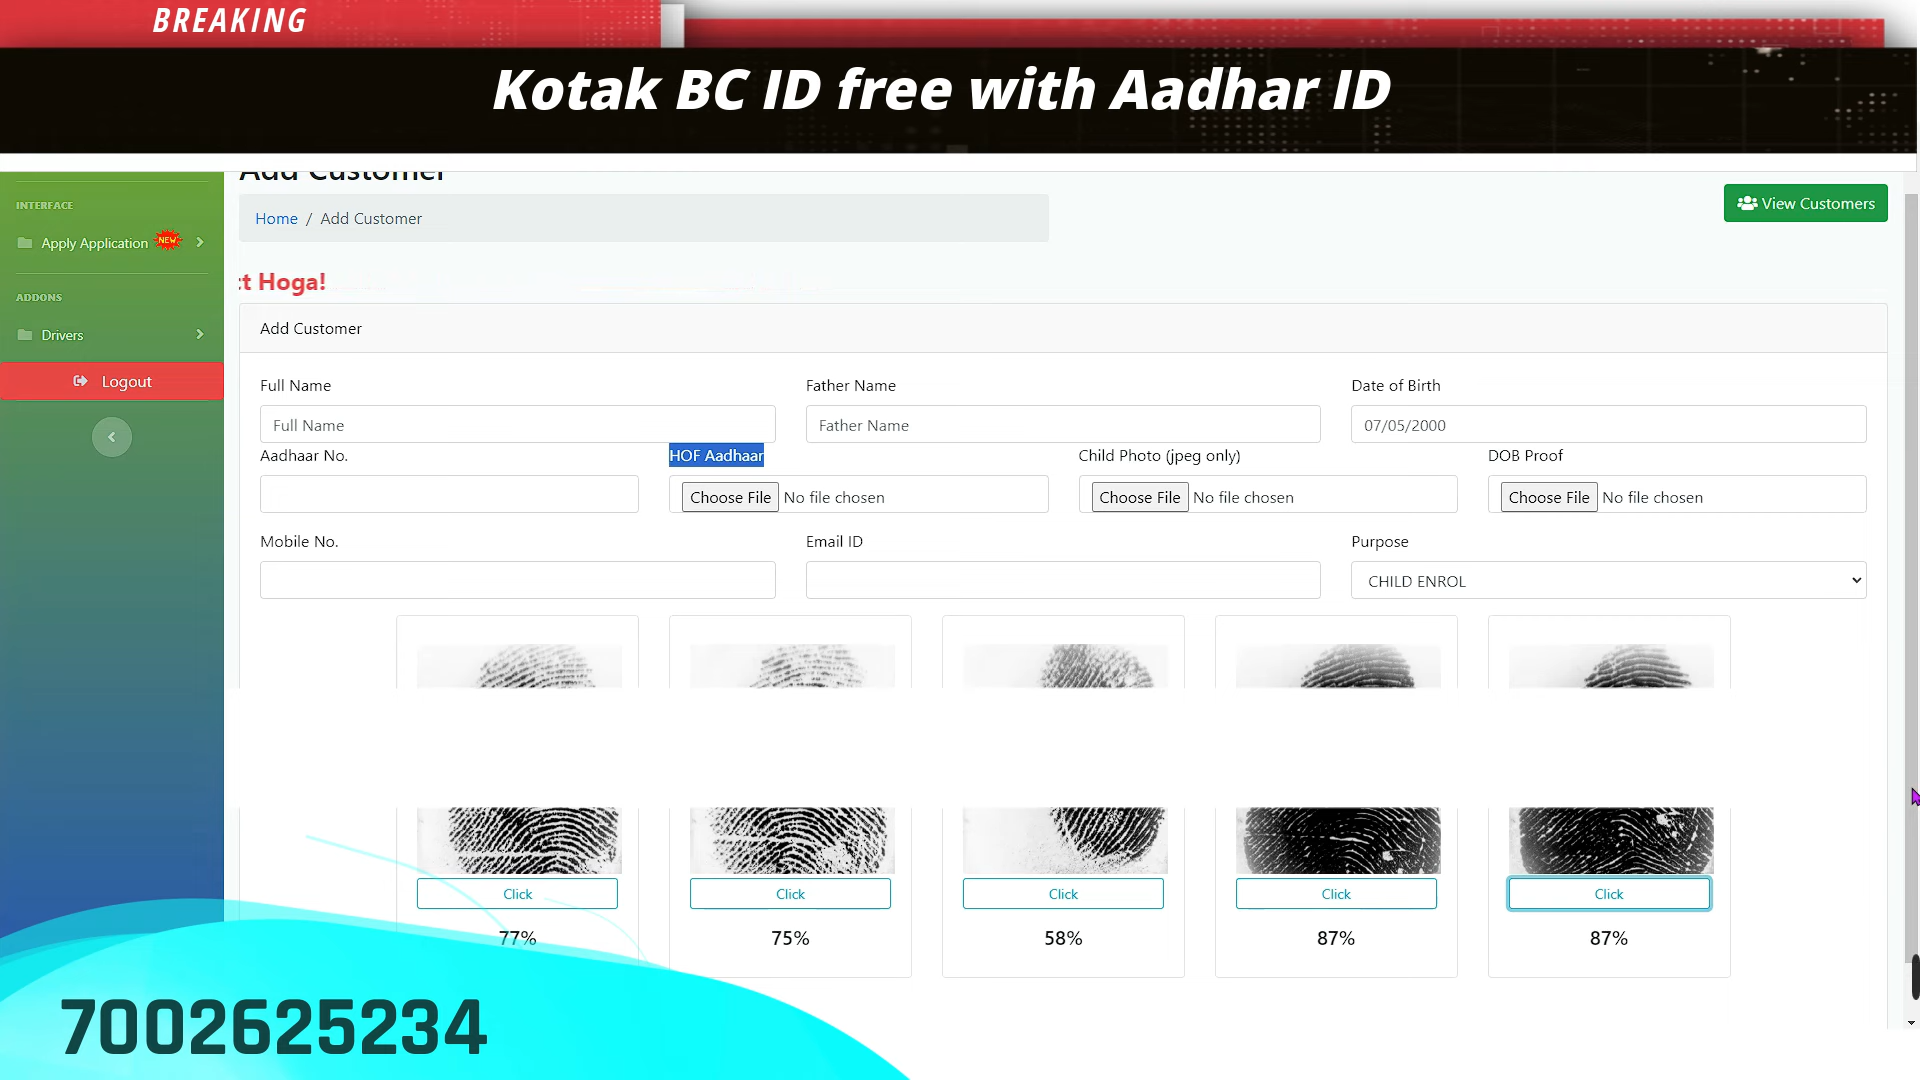 BREAKING
Kotak BC ID free with Aadhar ID
Add Customer
View Customers
Home / Add Customer
INTERFACE
Apply Application NEW
t Hoga!
ADDONS
Drivers
Logout
Add Customer
Full Name Father Name Date of Birth
Full Name Father Name 07/05/2000
Aadhaar No. HOF Aadhaar Child Photo (jpeg only) DOB Proof
Choose File No file chosen Choose File No file chosen Choose File No file chosen
Mobile No. Email ID Purpose
CHILD ENROL
Click Click Click Click Click
77% 75% 58% 87% 87%
7002625234